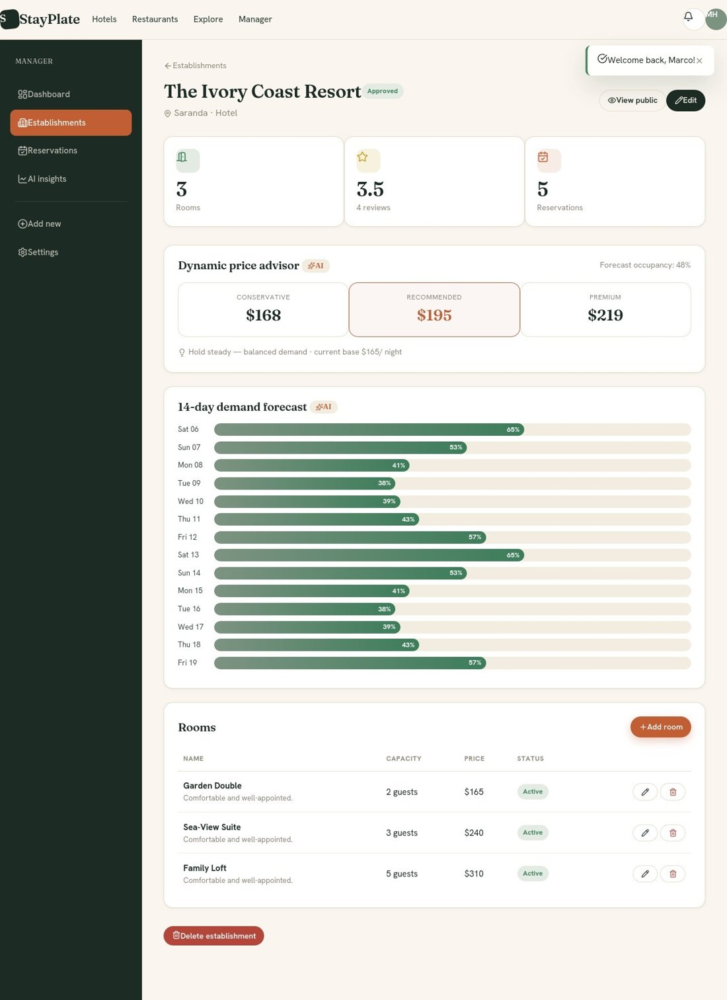 S StayPlate Hotels Restaurants Explore Manager MH
MANAGER
Dashboard
Establishments
Reservations
AI insights
Add new
Settings
Welcome back, Marco!
Establishments
The Ivory Coast Resort Approved
Saranda · Hotel
View public Edit
3
Rooms
3.5
4 reviews
5
Reservations
Dynamic price advisor AI
Forecast occupancy: 48%
CONSERVATIVE
$168
RECOMMENDED
$195
PREMIUM
$219
Hold steady — balanced demand · current base $165/ night
14-day demand forecast AI
Sat 06 65%
Sun 07 53%
Mon 08 41%
Tue 09 38%
Wed 10 39%
Thu 11 43%
Fri 12 57%
Sat 13 65%
Sun 14 53%
Mon 15 41%
Tue 16 38%
Wed 17 39%
Thu 18 43%
Fri 19 57%
Rooms
Add room
NAME CAPACITY PRICE STATUS
Garden Double
Comfortable and well-appointed.
2 guests $165 Active
Sea-View Suite
Comfortable and well-appointed.
3 guests $240 Active
Family Loft
Comfortable and well-appointed.
5 guests $310 Active
Delete establishment